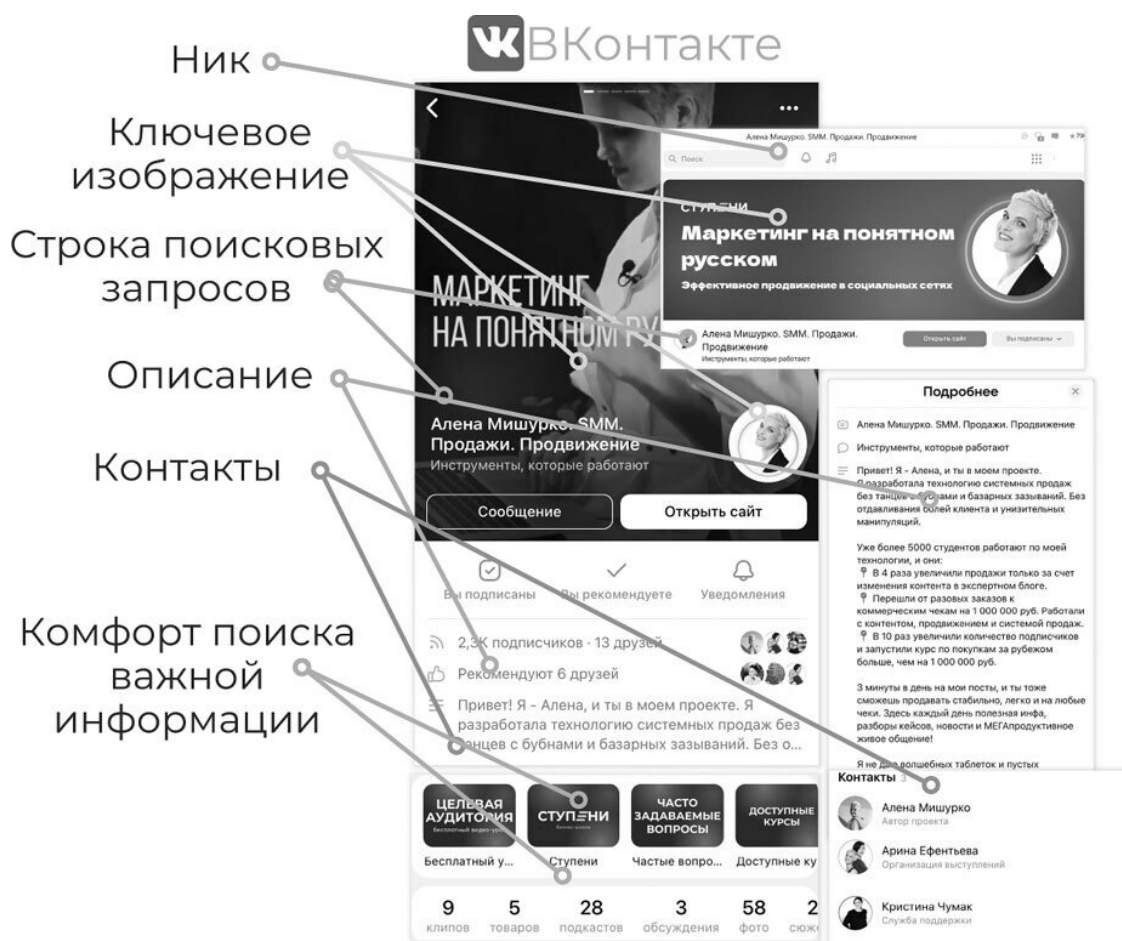 ВКонтакте
Ник
Ключевое
изображение
Строка поисковых
запросов
Описание
Контакты
Комфорт поиска
важной
информации
МАРКЕТИНГ
НА ПОНЯТНОМ РУ
Алена Мишурко. SMM.
Продажи. Продвижение
Инструменты, которые работают
Сообщение
Открыть сайт
Вы подписаны
Вы рекомендуете
Уведомления
2,3K подписчиков · 13 друзей
Рекомендуют 6 друзей
Привет! Я – Алена, и ты в моем проекте. Я
разработала технологию системных продаж без
танцев с бубнами и базарных зазываний. Без о...
ЦЕЛЕВАЯ
АУДИТОРИЯ
бесплатный видео-урок
Бесплатный у...
СТУПЕНИ
бизнес-школа
Ступени
ЧАСТО
ЗАДАВАЕМЫЕ
ВОПРОСЫ
Частые вопро...
ДОСТУПНЫЕ
КУРСЫ
Доступные ку
9
клипов
5
товаров
28
подкастов
3
обсуждения
58
фото
2
сюже
Алена Мишурко. SMM. Продажи. Продвижение
Поиск
СТУПЕНИ
Маркетинг на понятном
русском
Эффективное продвижение в социальных сетях
Алена Мишурко. SMM. Продажи.
Продвижение
Инструменты, которые работают
Открыть сайт
Вы подписаны
Подробнее
Алена Мишурко. SMM. Продажи. Продвижение
Инструменты, которые работают
Привет! Я - Алена, и ты в моем проекте.
Я разработала технологию системных продаж
без танцев с бубнами и базарных зазываний. Без
отдавливания болей клиента и унизительных
манипуляций.
Уже более 5000 студентов работают по моей
технологии, и они:
В 4 раза увеличили продажи только за счет
изменения контента в экспертном блоге.
Перешли от разовых заказов к
коммерческим чекам на 1 000 000 руб. Работали
с контентом, продвижением и системой продаж.
В 10 раз увеличили количество подписчиков
и запустили курс по покупкам за рубежом
больше, чем на 1 000 000 руб.
3 минуты в день на мои посты, и ты тоже
сможешь продавать стабильно, легко и на любые
чеки. Здесь каждый день полезная инфа,
разборы кейсов, новости и МЕГАпродуктивное
живое общение!
Я не даю волшебных таблеток и пустых
Контакты 3
Алена Мишурко
Автор проекта
Арина Ефентьева
Организация выступлений
Кристина Чумак
Служба поддержки